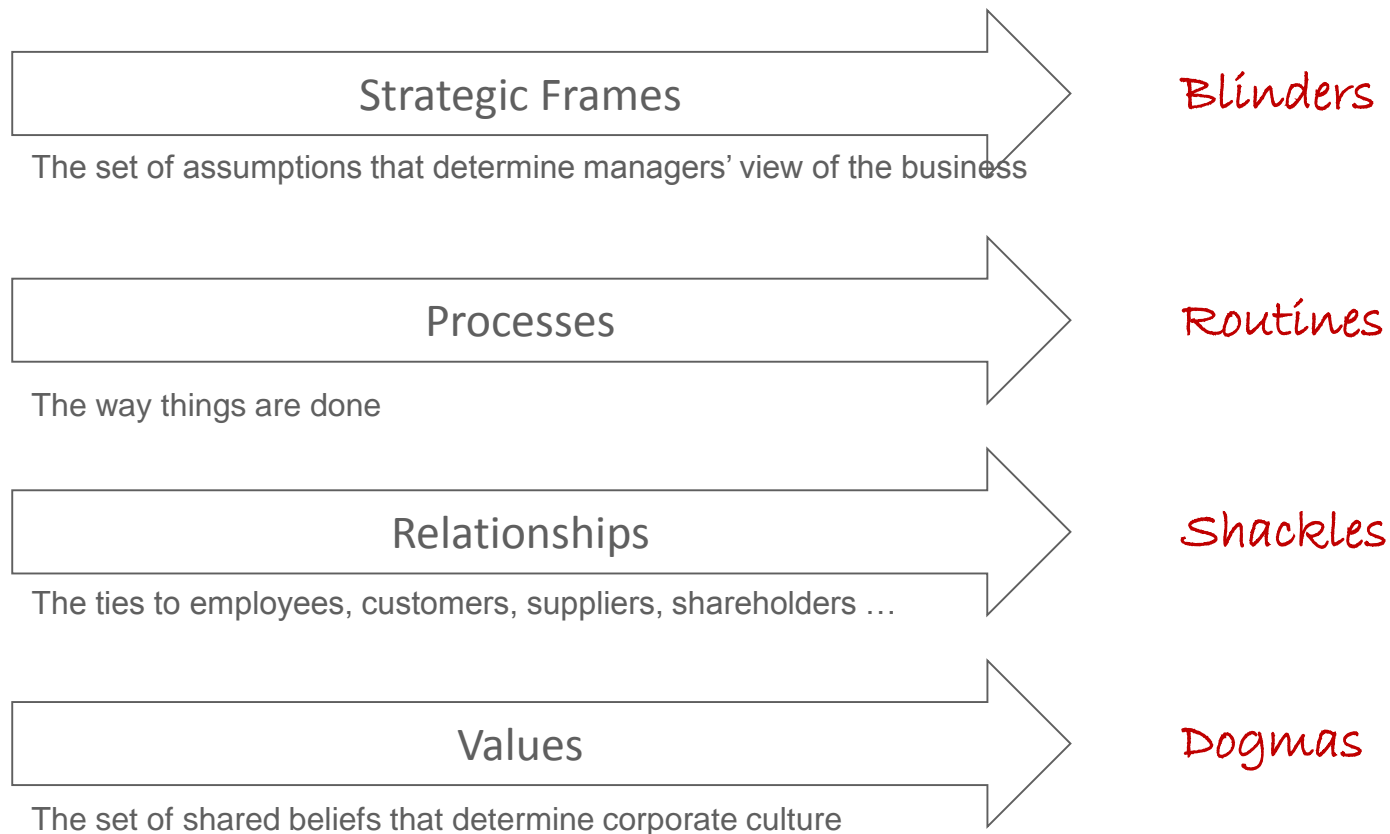 Strategic Frames
Blinders
The set of assumptions that determine managers’ view of the business
Processes
Routines
The way things are done
Relationships
Shackles
The ties to employees, customers, suppliers, shareholders …
Values
Dogmas
The set of shared beliefs that determine corporate culture